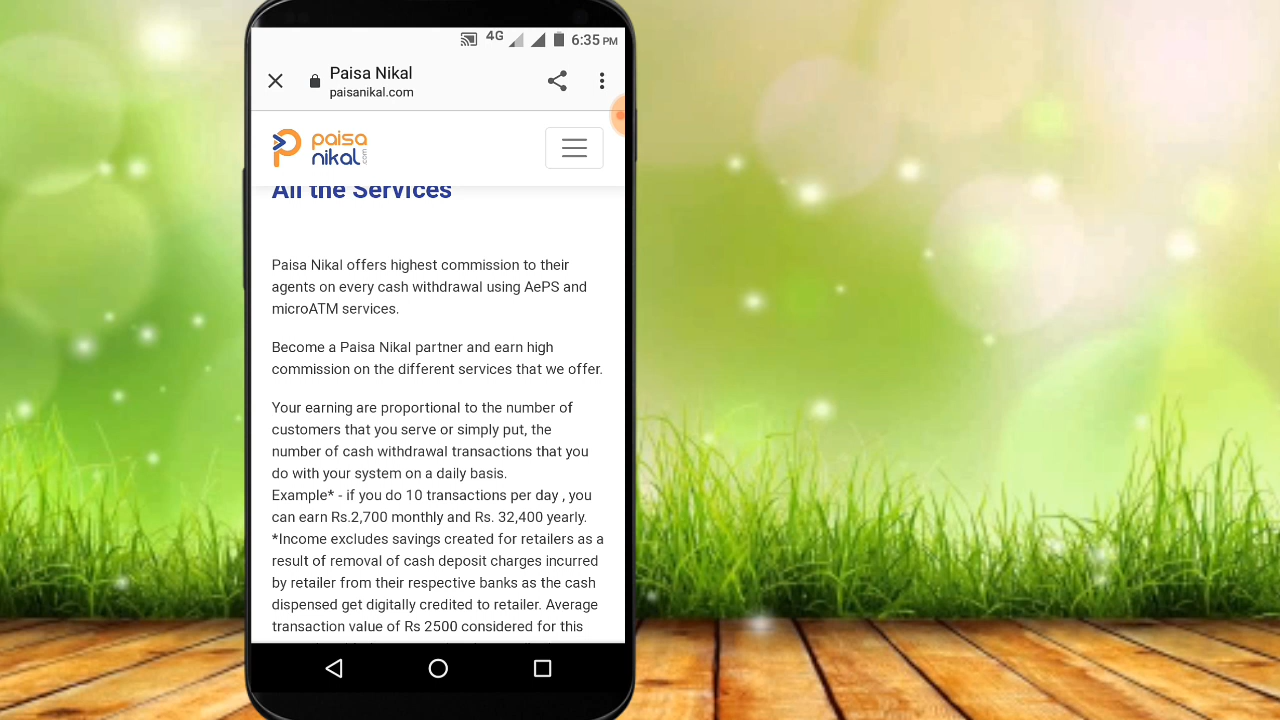 4G 6:35 PM
Paisa Nikal
paisanikal.com
paisa
nikal.com
All the Services
Paisa Nikal offers highest commission to their
agents on every cash withdrawal using AePS and
microATM services.
Become a Paisa Nikal partner and earn high
commission on the different services that we offer.
Your earning are proportional to the number of
customers that you serve or simply put, the
number of cash withdrawal transactions that you
do with your system on a daily basis.
Example* - if you do 10 transactions per day , you
can earn Rs.2,700 monthly and Rs. 32,400 yearly.
*Income excludes savings created for retailers as a
result of removal of cash deposit charges incurred
by retailer from their respective banks as the cash
dispensed get digitally credited to retailer. Average
transaction value of Rs 2500 considered for this